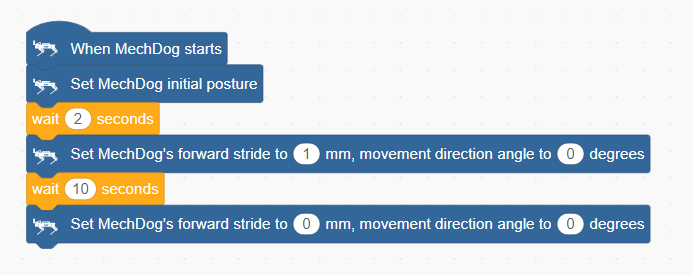 When MechDog starts
Set MechDog initial posture
wait 2 seconds
Set MechDog's forward stride to 1 mm, movement direction angle to 0 degrees
wait 10 seconds
Set MechDog's forward stride to 0 mm, movement direction angle to 0 degrees